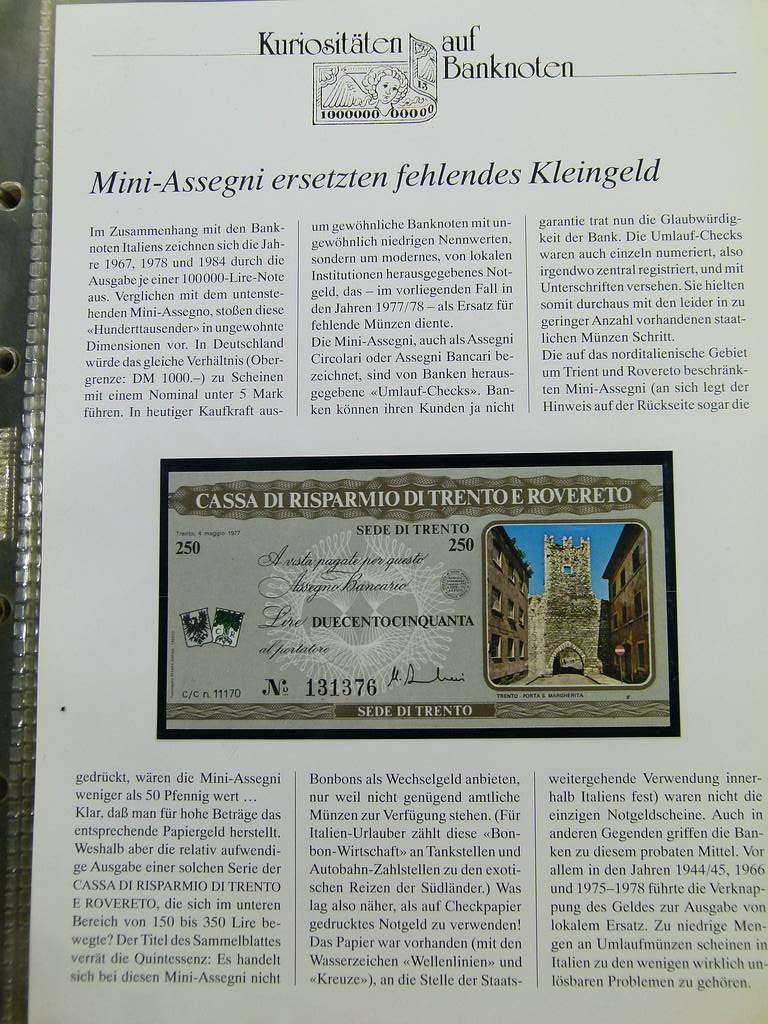 Kuriositäten auf
Banknoten
13
1000000 00000
Mini-Assegni ersetzten fehlendes Kleingeld
Im Zusammenhang mit den Bank-
noten Italiens zeichnen sich die Jah-
re 1967, 1978 und 1984 durch die
Ausgabe je einer 100000-Lire-Note
aus. Verglichen mit dem untenste-
henden Mini-Assegno, stoßen diese
«Hunderttausender» in ungewohnte
Dimensionen vor. In Deutschland
würde das gleiche Verhältnis (Ober-
grenze: DM 1000.–) zu Scheinen
mit einem Nominal unter 5 Mark
führen. In heutiger Kaufkraft aus-
gedrückt, wären die Mini-Assegni
weniger als 50 Pfennig wert ...
Klar, daß man für hohe Beträge das
entsprechende Papiergeld herstellt.
Weshalb aber die relativ aufwendi-
ge Ausgabe einer solchen Serie der
CASSA DI RISPARMIO DI TRENTO
E ROVERETO, die sich im unteren
Bereich von 150 bis 350 Lire be-
wegte? Der Titel des Sammelblattes
verrät die Quintessenz: Es handelt
sich bei diesen Mini-Assegni nicht
um gewöhnliche Banknoten mit un-
gewöhnlich niedrigen Nennwerten,
sondern um modernes, von lokalen
Institutionen herausgegebenes Not-
geld, das – im vorliegenden Fall in
den Jahren 1977/78 – als Ersatz für
fehlende Münzen diente.
Die Mini-Assegni, auch als Assegni
Circolari oder Assegni Bancari be-
zeichnet, sind von Banken heraus-
gegebene «Umlauf-Checks». Ban-
ken können ihren Kunden ja nicht
Bonbons als Wechselgeld anbieten,
nur weil nicht genügend amtliche
Münzen zur Verfügung stehen. (Für
Italien-Urlauber zählt diese «Bon-
bon-Wirtschaft» an Tankstellen und
Autobahn-Zahlstellen zu den exoti-
schen Reizen der Südländer.) Was
lag also näher, als auf Checkpapier
gedrucktes Notgeld zu verwenden!
Das Papier war vorhanden (mit den
Wasserzeichen «Wellenlinien» und
«Kreuze»), an die Stelle der Staats-
garantie trat nun die Glaubwürdig-
keit der Bank. Die Umlauf-Checks
waren auch einzeln numeriert, also
irgendwo zentral registriert, und mit
Unterschriften versehen. Sie hielten
somit durchaus mit den leider in zu
geringer Anzahl vorhandenen staat-
lichen Münzen Schritt.
Die auf das norditalienische Gebiet
um Trient und Rovereto beschränk-
ten Mini-Assegni (an sich legt der
Hinweis auf der Rückseite sogar die
weitergehende Verwendung inner-
halb Italiens fest) waren nicht die
einzigen Notgeldscheine. Auch in
anderen Gegenden griffen die Ban-
ken zu diesem probaten Mittel. Vor
allem in den Jahren 1944/45, 1966
und 1975–1978 führte die Verknap-
pung des Geldes zur Ausgabe von
lokalem Ersatz. Zu niedrige Men-
gen an Umlaufmünzen scheinen in
Italien zu den wenigen wirklich un-
lösbaren Problemen zu gehören.
CASSA DI RISPARMIO DI TRENTO E ROVERETO
Trento, 4 maggio 1977
SEDE DI TRENTO
250
250
A vista pagate per questo
Assegno Bancario
Lire DUECENTOCINQUANTA
al portatore
C/C n. 11170
No 131376
TRENTO - PORTA S. MARGHERITA
SEDE DI TRENTO